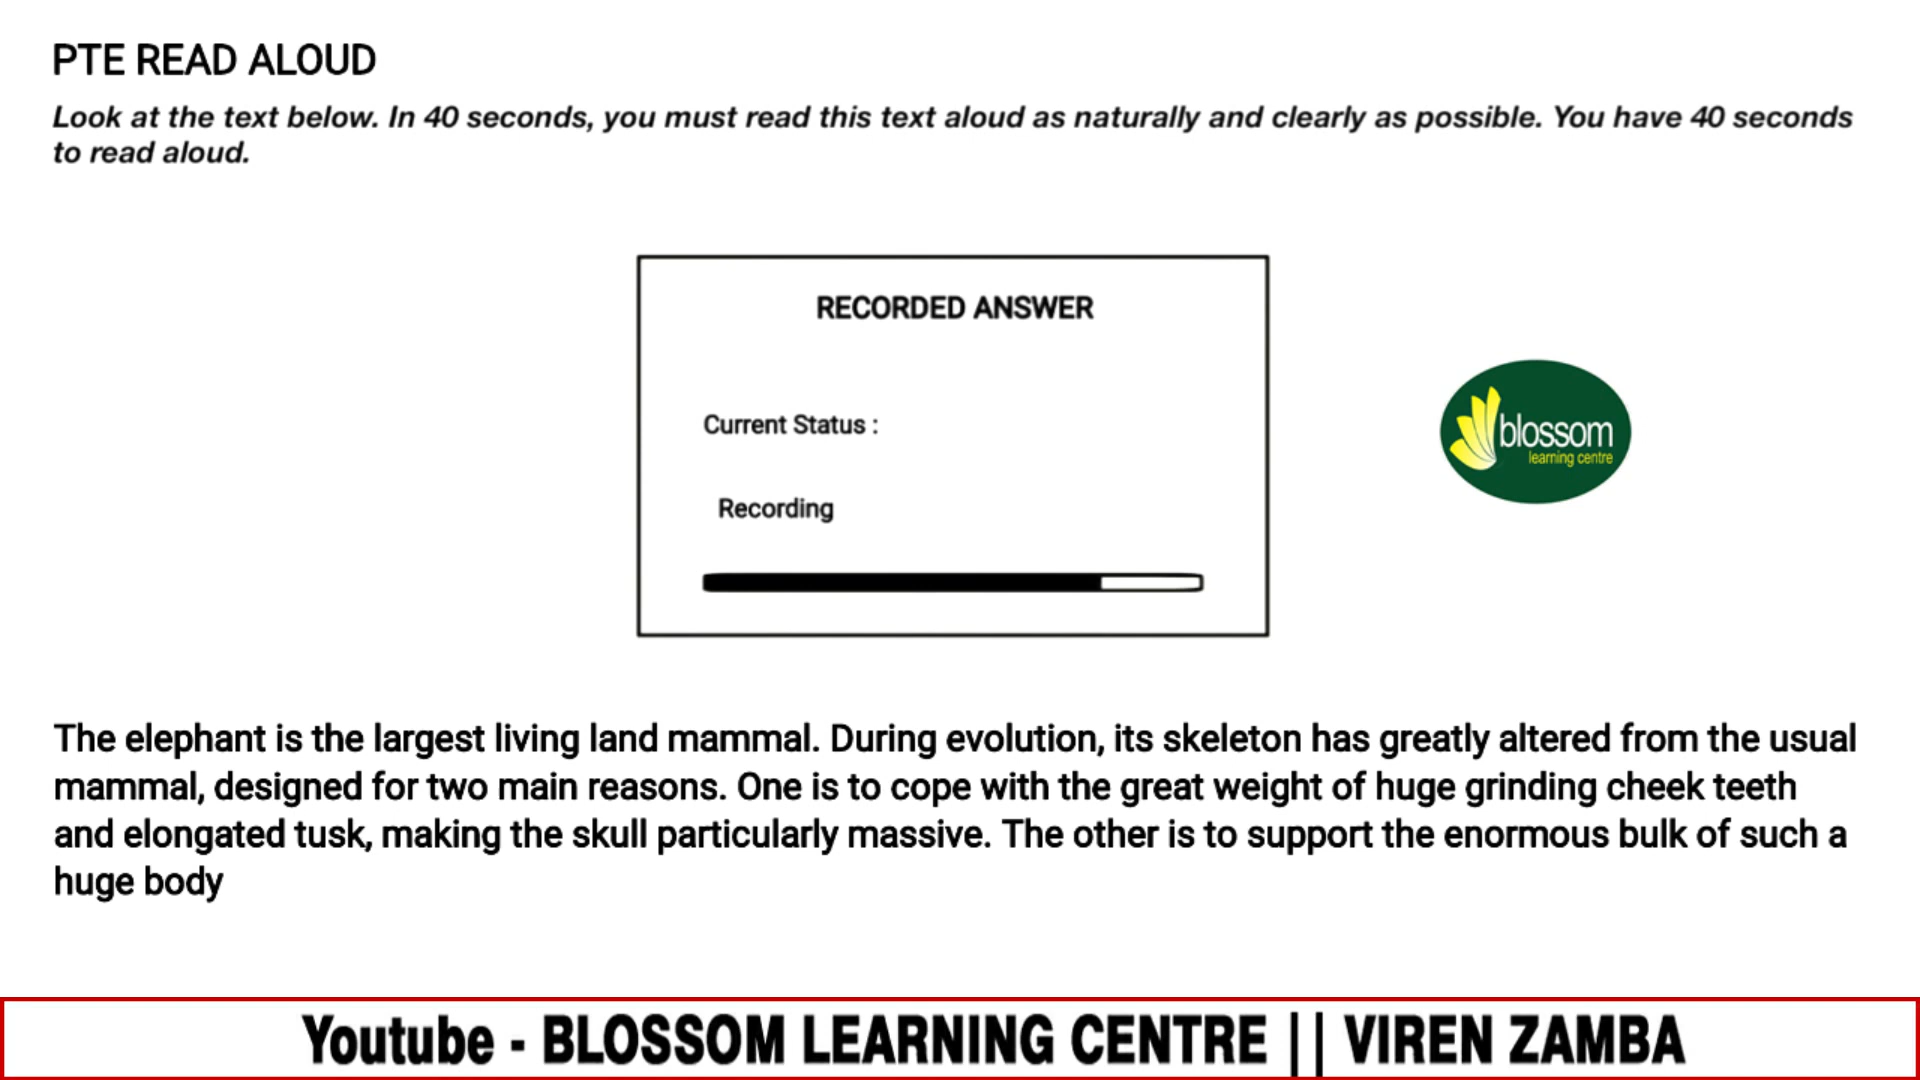 PTE READ ALOUD
Look at the text below. In 40 seconds, you must read this text aloud as naturally and clearly as possible. You have 40 seconds
to read aloud.
RECORDED ANSWER
Current Status :
Recording
blossom
learning centre
The elephant is the largest living land mammal. During evolution, its skeleton has greatly altered from the usual
mammal, designed for two main reasons. One is to cope with the great weight of huge grinding cheek teeth
and elongated tusk, making the skull particularly massive. The other is to support the enormous bulk of such a
huge body
Youtube - BLOSSOM LEARNING CENTRE || VIREN ZAMBA